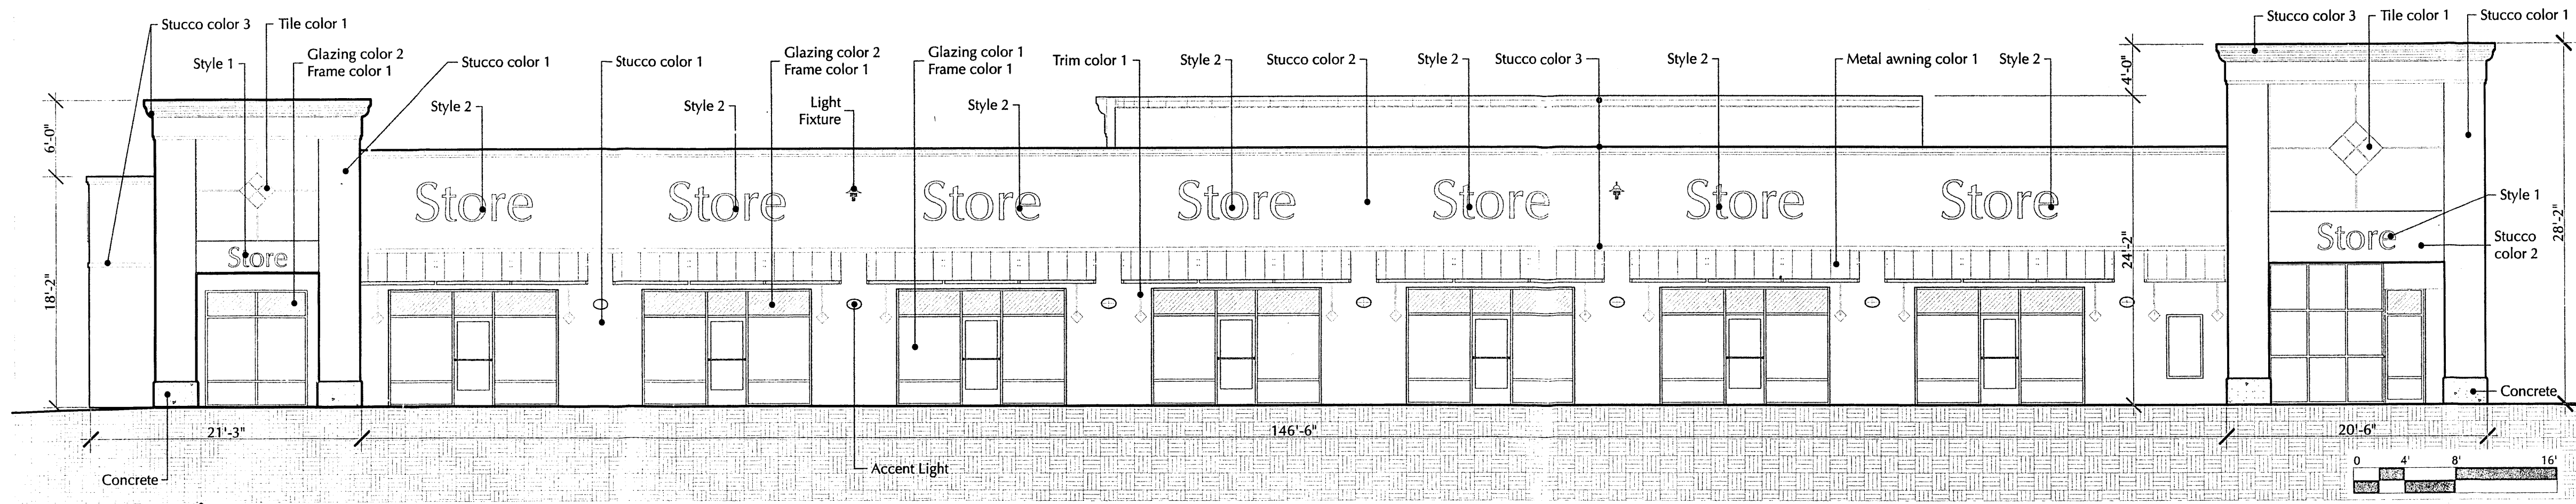 Stucco color 3
Tile color 1
Style 1
Glazing color 2
Frame color 1
Stucco color 1
Style 2
Stucco color 1
Style 2
Glazing color 2
Frame color 1
Light
Fixture
Glazing color 1
Frame color 1
Style 2
Trim color 1
Style 2
Stucco color 2
Style 2
Stucco color 3
Style 2
Metal awning color 1
Style 2
4'-0"
Stucco color 3
Tile color 1
Stucco color 1
6'-0"
18'-2"
Store
Store
Store
Store
Store
Store
Store
Store
Store
24'-2"
28'-2"
Style 1
Stucco
color 2
Concrete
21'-3"
146'-6"
20'-6"
Concrete
Accent Light
0 4' 8' 16'